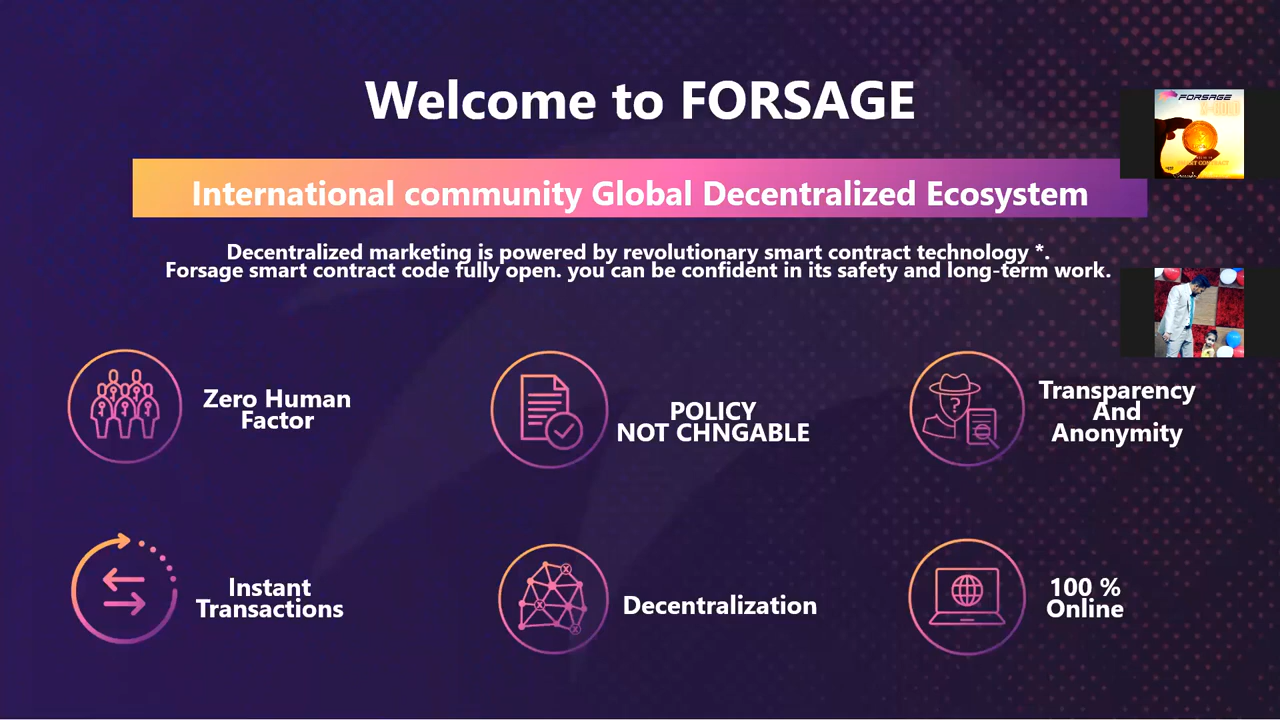 Welcome to FORSAGE
International community Global Decentralized Ecosystem
Decentralized marketing is powered by revolutionary smart contract technology *.
Forsage smart contract code fully open. you can be confident in its safety and long-term work.
FORSAGE
Zero Human
Factor
POLICY
NOT CHNGABLE
Transparency
And
Anonymity
Instant
Transactions
Decentralization
100 %
Online